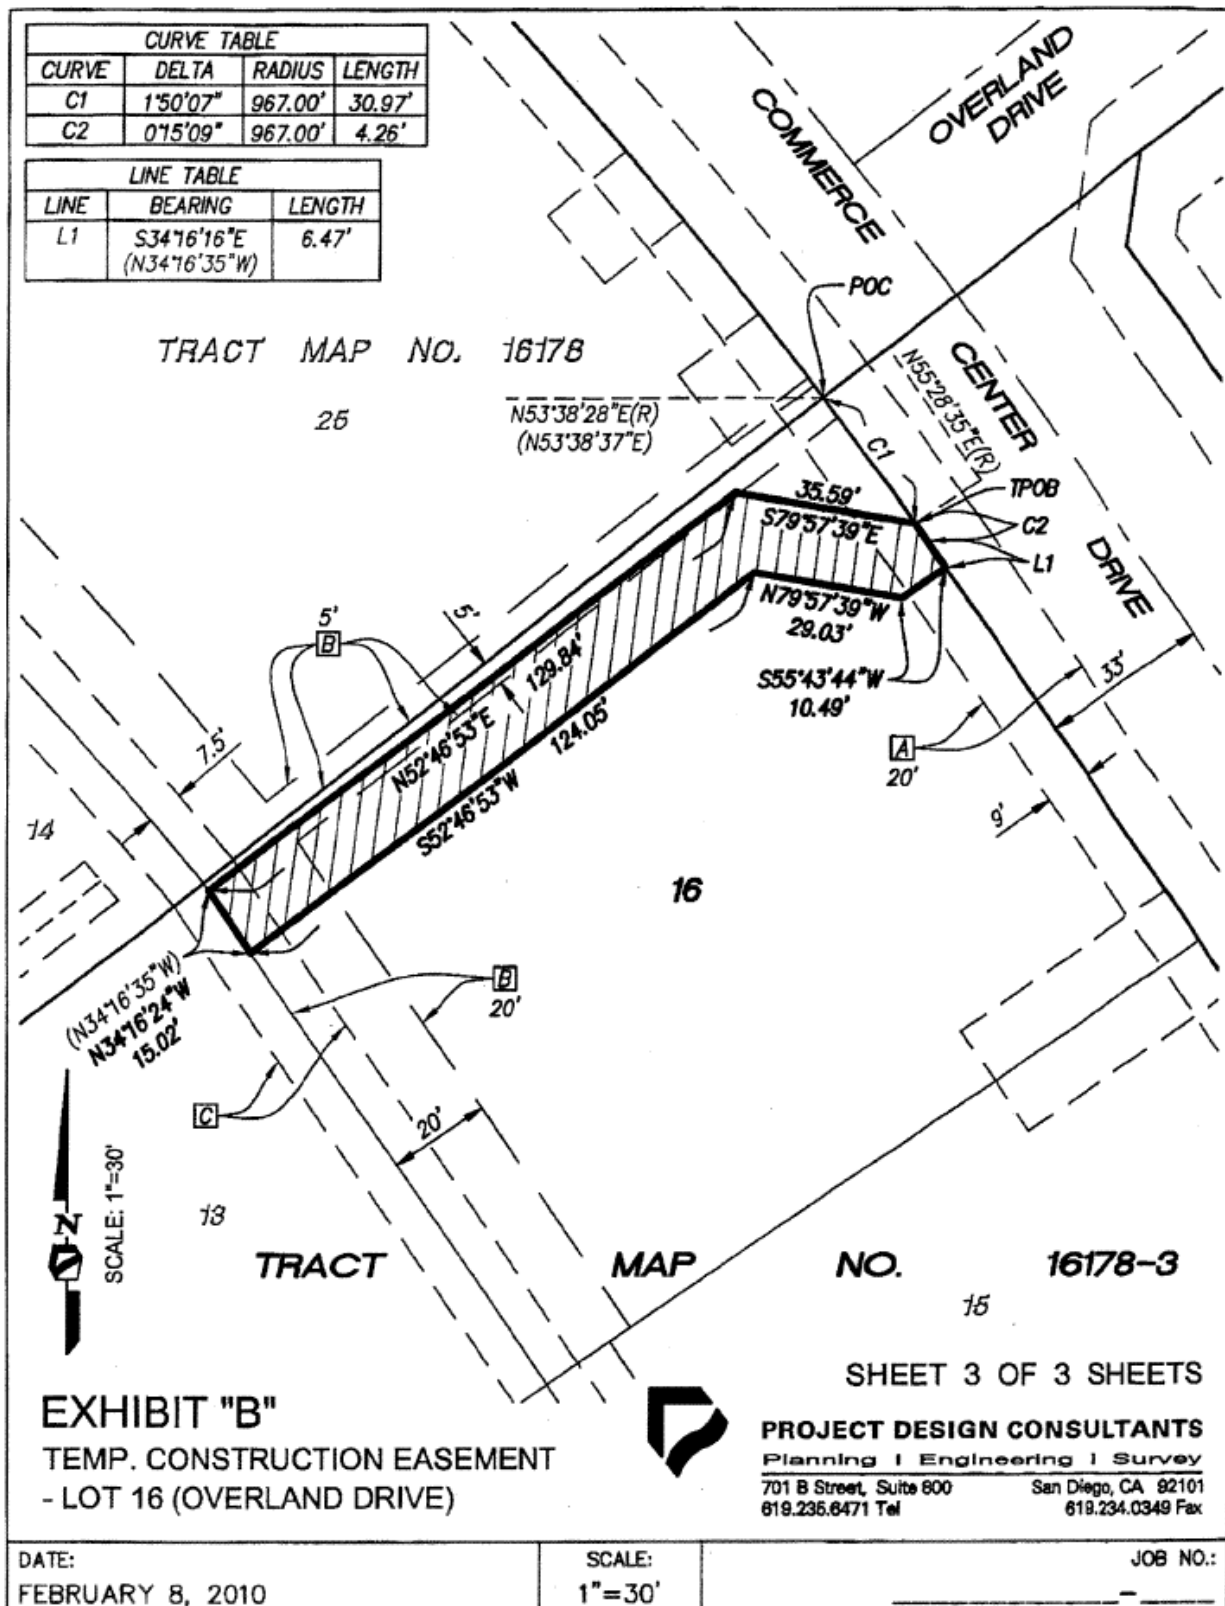 CURVE TABLE
CURVE DELTA RADIUS LENGTH
C1 1°50'07" 967.00' 30.97'
C2 0°15'09" 967.00' 4.26'
LINE TABLE
LINE BEARING LENGTH
L1 S34°16'16"E 6.47'
(N34°16'35"W)
OVERLAND
DRIVE
COMMERCE
CENTER
DRIVE
POC
TRACT MAP NO. 16178
25
N53°38'28"E(R)
(N53°38'37"E)
N55°28'35"E(R)
C1
TPOB
C2
L1
35.59'
S79°57'39"E
N79°57'39"W
29.03'
S55°43'44"W
10.49'
33'
A
20'
9'
5'
B
5'
7.5'
129.84'
N52°46'53"E
124.05'
S52°46'53"W
14
16
(N34°16'35"W)
N34°16'24"W
15.02'
B
20'
C
20'
N
SCALE: 1"=30'
13
TRACT MAP NO. 16178-3
15
SHEET 3 OF 3 SHEETS
EXHIBIT "B"
TEMP. CONSTRUCTION EASEMENT
- LOT 16 (OVERLAND DRIVE)
PROJECT DESIGN CONSULTANTS
Planning | Engineering | Survey
701 B Street, Suite 800 San Diego, CA 92101
619.235.6471 Tel 619.234.0349 Fax
DATE: SCALE: JOB NO.:
FEBRUARY 8, 2010 1"=30' -